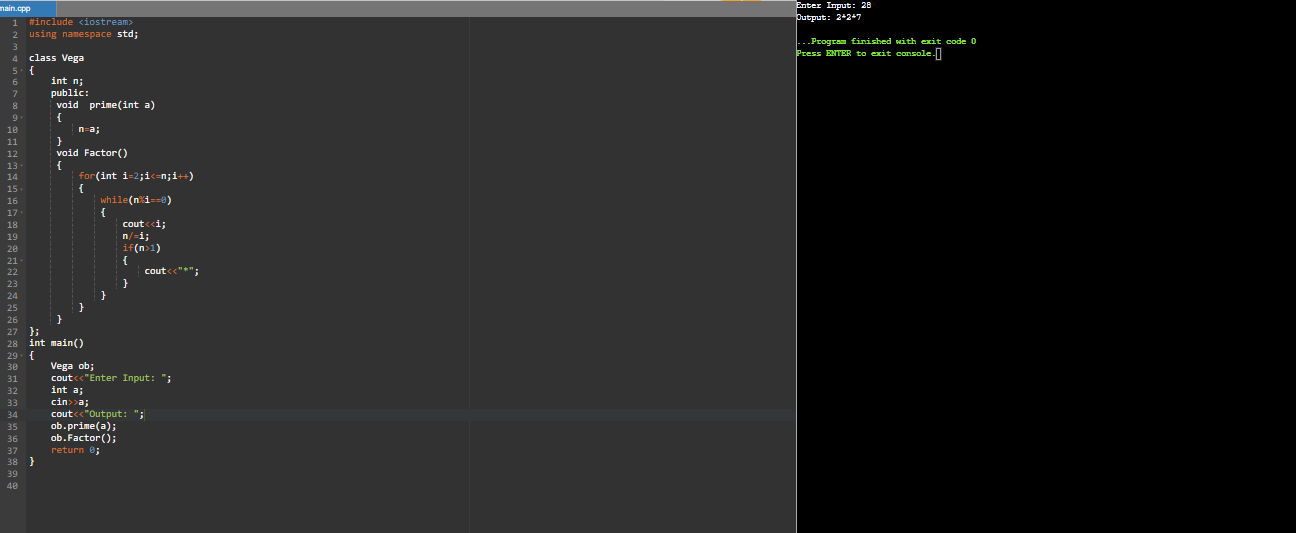 main.cpp
1 #include <iostream>
2 using namespace std;
3
4 class Vega
5 {
6 int n;
7 public:
8 void  prime(int a)
9 {
10 n=a;
11 }
12 void Factor()
13 {
14 for(int i=2;i<=n;i++)
15 {
16 while(n%i==0)
17 {
18 cout<<i;
19 n/=i;
20 if(n>1)
21 {
22 cout<<"*";
23 }
24 }
25 }
26 }
27 };
28 int main()
29 {
30 Vega ob;
31 cout<<"Enter Input: ";
32 int a;
33 cin>>a;
34 cout<<"Output: ";
35 ob.prime(a);
36 ob.Factor();
37 return 0;
38 }
39
40
Enter Input: 28
Output: 2*2*7
...Program finished with exit code 0
Press ENTER to exit console.